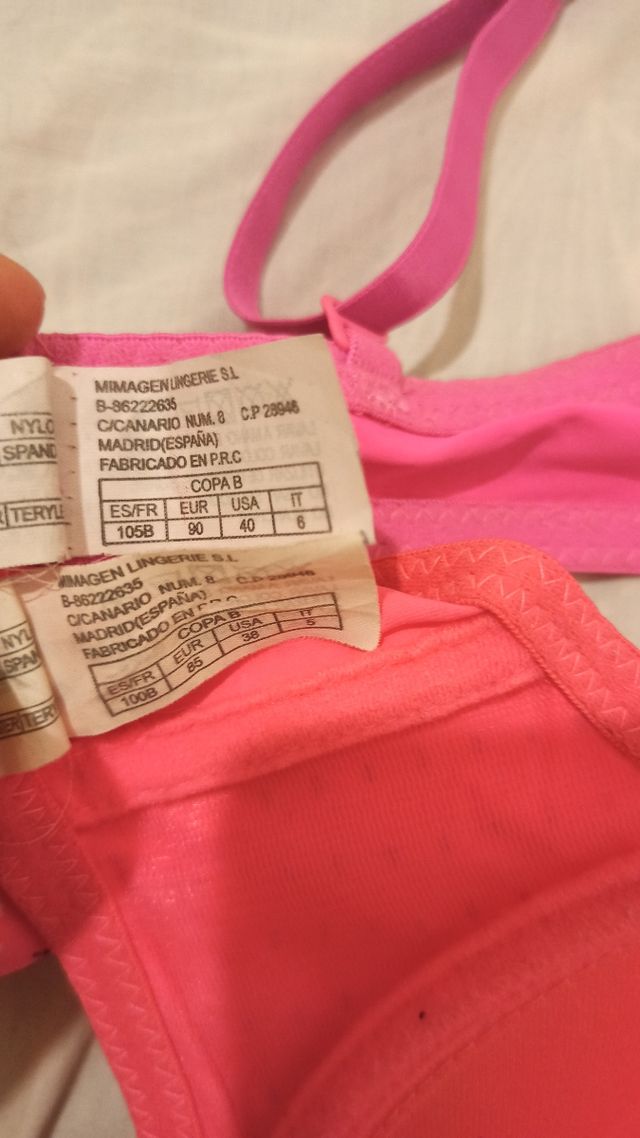 MIMAGEN LINGERIE S.L
B-86222635
C/CANARIO NUM. 8 C.P 28946
MADRID(ESPAÑA)
FABRICADO EN P.R.C
COPA B
ES/FR EUR USA IT
105B 90 40 6
NYLO
SPAND
TERYLE
MIMAGEN LINGERIE S.L
B-86222635
C/CANARIO NUM. 8 C.P 28946
MADRID(ESPAÑA)
FABRICADO EN P.R.C
COPA B
ES/FR EUR USA IT
100B 85 38 5
NYL
SPAN
TER